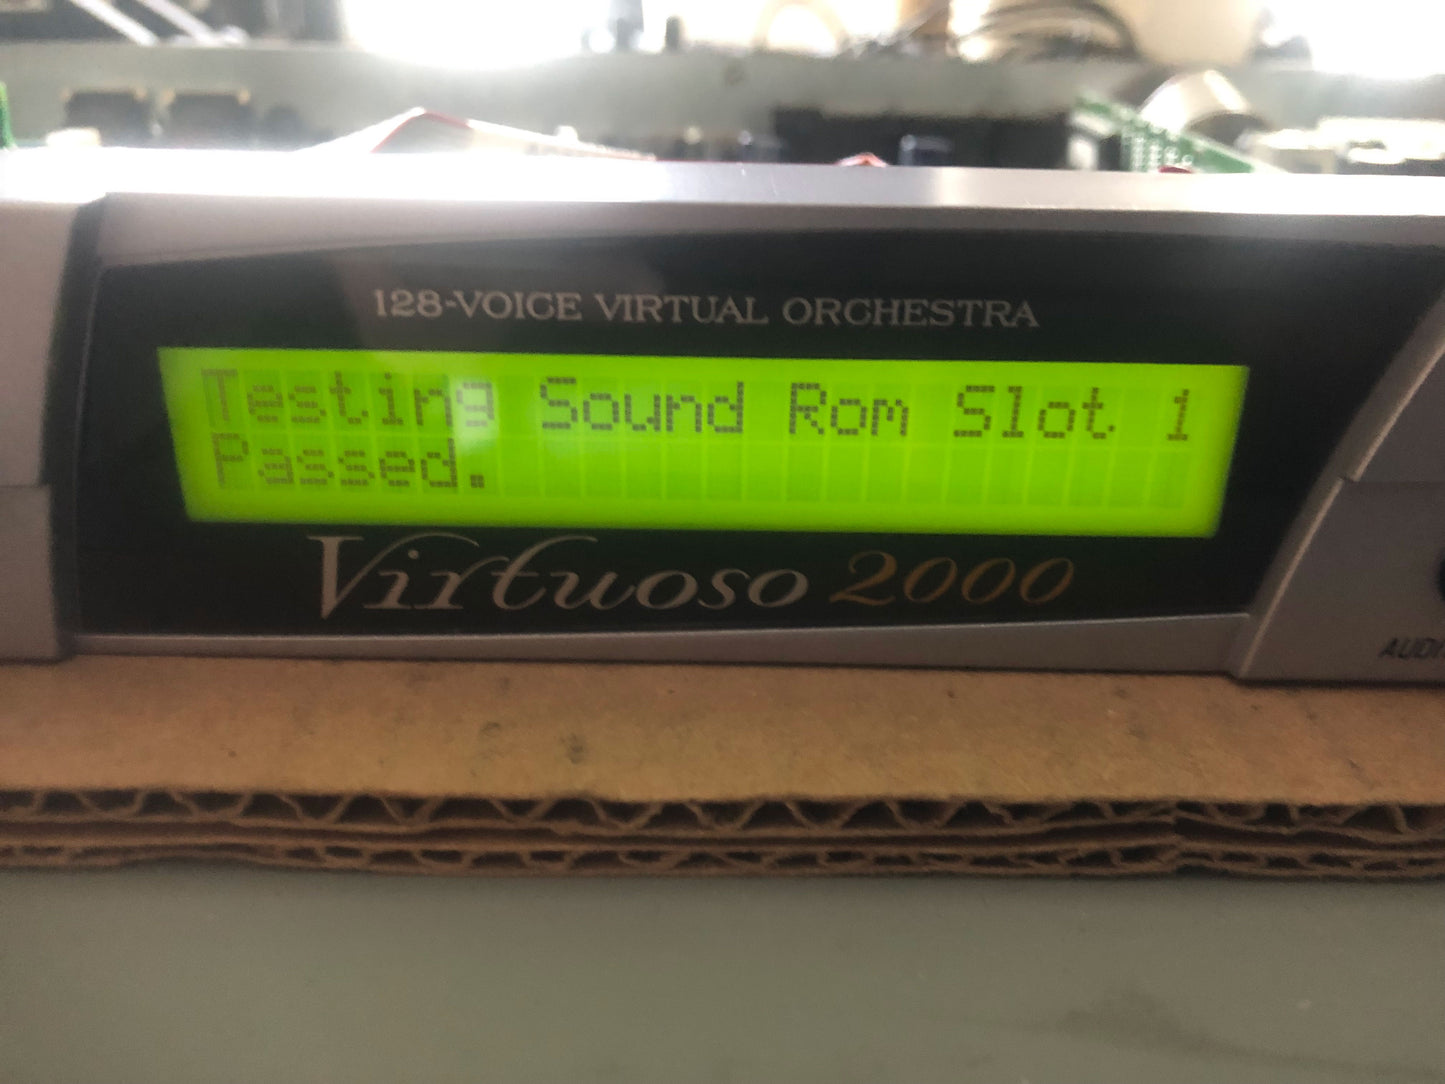 128-VOICE VIRTUAL ORCHESTRA
Testing Sound Rom Slot 1
Passed.
Virtuoso 2000